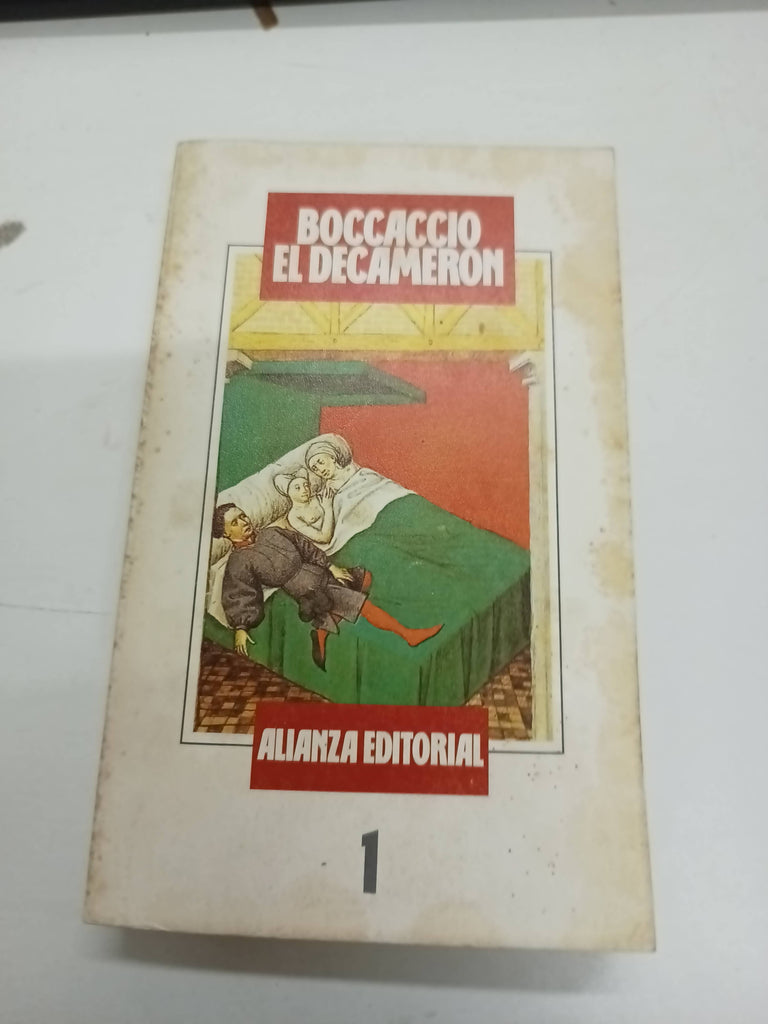 BOCCACCIO
EL DECAMERON
ALIANZA EDITORIAL
1